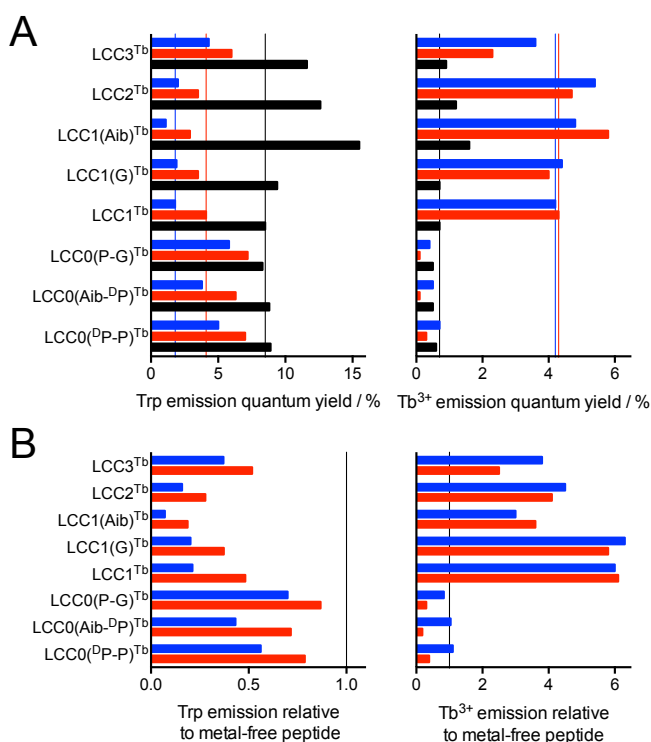 A
LCC3ᵀᵇ
LCC2ᵀᵇ
LCC1(Aib)ᵀᵇ
LCC1(G)ᵀᵇ
LCC1ᵀᵇ
LCC0(P-G)ᵀᵇ
LCC0(Aib-ᴰP)ᵀᵇ
LCC0(ᴰP-P)ᵀᵇ
0 5 10 15
Trp emission quantum yield / %
0 2 4 6
Tb³⁺ emission quantum yield / %
B
LCC3ᵀᵇ
LCC2ᵀᵇ
LCC1(Aib)ᵀᵇ
LCC1(G)ᵀᵇ
LCC1ᵀᵇ
LCC0(P-G)ᵀᵇ
LCC0(Aib-ᴰP)ᵀᵇ
LCC0(ᴰP-P)ᵀᵇ
0.0 0.5 1.0
Trp emission relative
to metal-free peptide
0 2 4 6
Tb³⁺ emission relative
to metal-free peptide